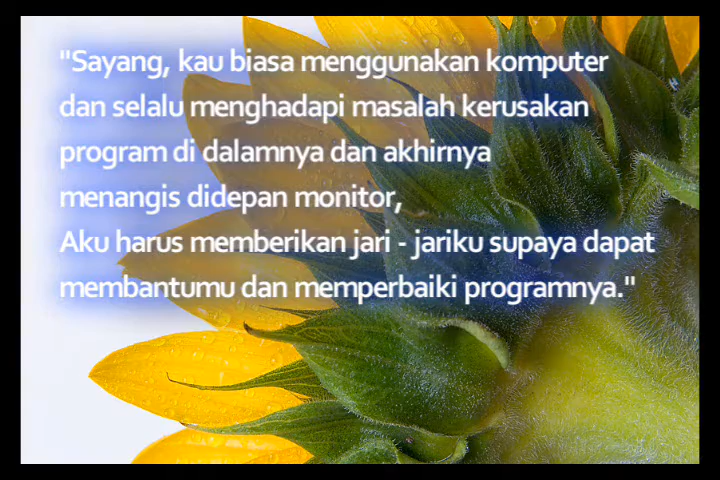 "Sayang, kau biasa menggunakan komputer
dan selalu menghadapi masalah kerusakan
program di dalamnya dan akhirnya
menangis didepan monitor,
Aku harus memberikan jari - jariku supaya dapat
membantumu dan memperbaiki programnya."